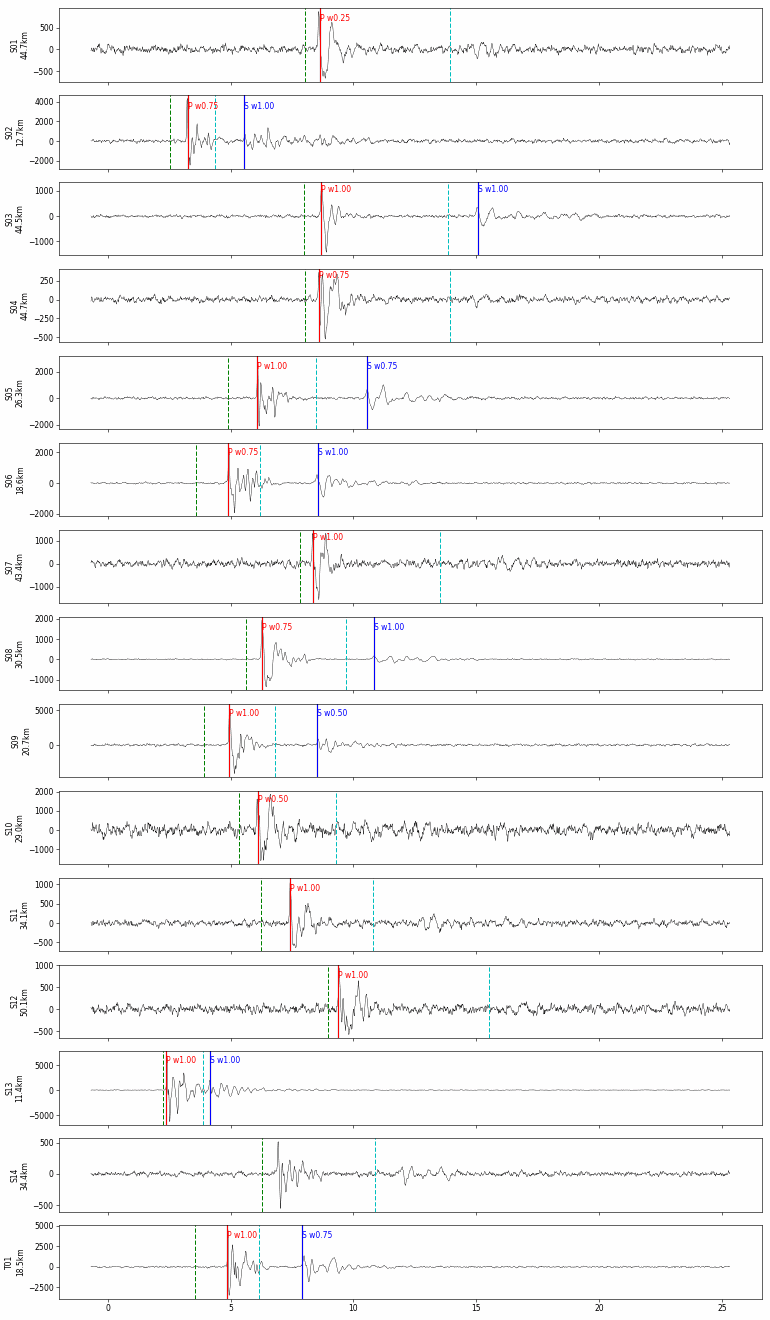 S01
44.7km
500
0
−500
P w0.25
S02
12.7km
4000
2000
0
−2000
P w0.75
S w1.00
S03
44.5km
1000
0
−1000
P w1.00
S w1.00
S04
44.7km
250
0
−250
−500
P w0.75
S05
26.3km
2000
0
−2000
P w1.00
S w0.75
S06
18.6km
2000
0
−2000
P w0.75
S w1.00
S07
43.4km
1000
0
−1000
P w1.00
S08
30.5km
2000
1000
0
−1000
P w0.75
S w1.00
S09
20.7km
5000
0
P w1.00
S w0.50
S10
29.0km
2000
1000
0
−1000
P w0.50
S11
34.1km
1000
500
0
−500
P w1.00
S12
50.1km
1000
500
0
−500
P w1.00
S13
11.4km
5000
0
−5000
P w1.00
S w1.00
S14
34.4km
500
0
−500
T01
18.5km
5000
2500
0
−2500
P w1.00
S w0.75
0 5 10 15 20 25